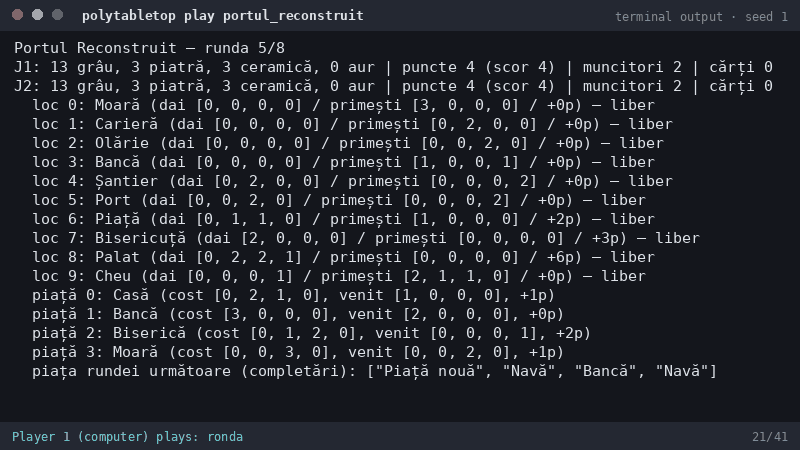 polytabletop play portul_reconstruit
terminal output · seed 1
Portul Reconstruit — runda 5/8
J1: 13 grâu, 3 piatră, 3 ceramică, 0 aur | puncte 4 (scor 4) | muncitori 2 | cărți 0
J2: 13 grâu, 3 piatră, 3 ceramică, 0 aur | puncte 4 (scor 4) | muncitori 2 | cărți 0
loc 0: Moară (dai [0, 0, 0, 0] / primești [3, 0, 0, 0] / +0p) — liber
loc 1: Carieră (dai [0, 0, 0, 0] / primești [0, 2, 0, 0] / +0p) — liber
loc 2: Olărie (dai [0, 0, 0, 0] / primești [0, 0, 2, 0] / +0p) — liber
loc 3: Bancă (dai [0, 0, 0, 0] / primești [1, 0, 0, 1] / +0p) — liber
loc 4: Șantier (dai [0, 2, 0, 0] / primești [0, 0, 0, 2] / +0p) — liber
loc 5: Port (dai [0, 0, 2, 0] / primești [0, 0, 0, 2] / +0p) — liber
loc 6: Piață (dai [0, 1, 1, 0] / primești [1, 0, 0, 0] / +2p) — liber
loc 7: Bisericuță (dai [2, 0, 0, 0] / primești [0, 0, 0, 0] / +3p) — liber
loc 8: Palat (dai [0, 2, 2, 1] / primești [0, 0, 0, 0] / +6p) — liber
loc 9: Cheu (dai [0, 0, 0, 1] / primești [2, 1, 1, 0] / +0p) — liber
piață 0: Casă (cost [0, 2, 1, 0], venit [1, 0, 0, 0], +1p)
piață 1: Bancă (cost [3, 0, 0, 0], venit [2, 0, 0, 0], +0p)
piață 2: Biserică (cost [0, 1, 2, 0], venit [0, 0, 0, 1], +2p)
piață 3: Moară (cost [0, 0, 3, 0], venit [0, 0, 2, 0], +1p)
piața rundei următoare (completări): ["Piață nouă", "Navă", "Bancă", "Navă"]
Player 1 (computer) plays: ronda
21/41